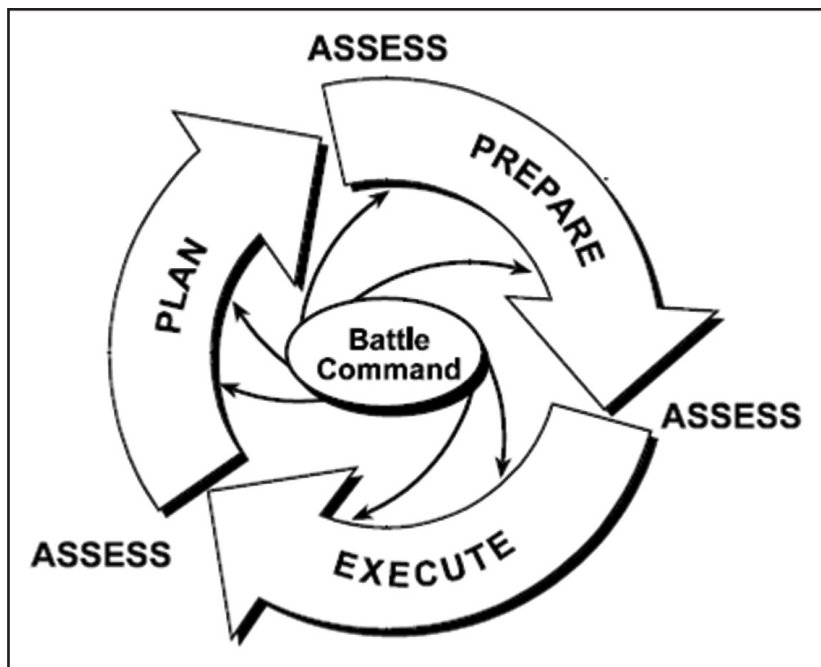 ASSESS
PREPARE
PLAN
Battle
Command
ASSESS
ASSESS
EXECUTE